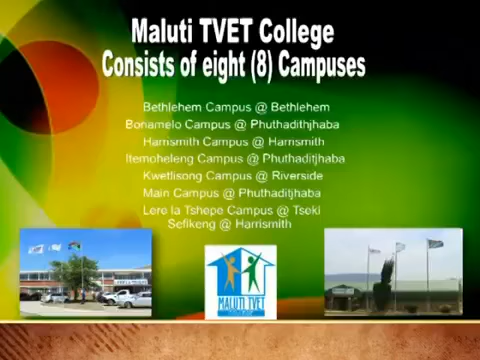 Maluti TVET College
Consists of eight (8) Campuses
Bethlehem Campus @ Bethlehem
Bonamelo Campus @ Phuthadithjhaba
Harrismith Campus @ Harrismith
Itemoheleng Campus @ Phuthaditjhaba
Kwetlisong Campus @ Riverside
Main Campus @ Phuthaditjhaba
Lere la Tshepe Campus @ Tseki
Sefikeng @ Harrismith
MALUTI TVET